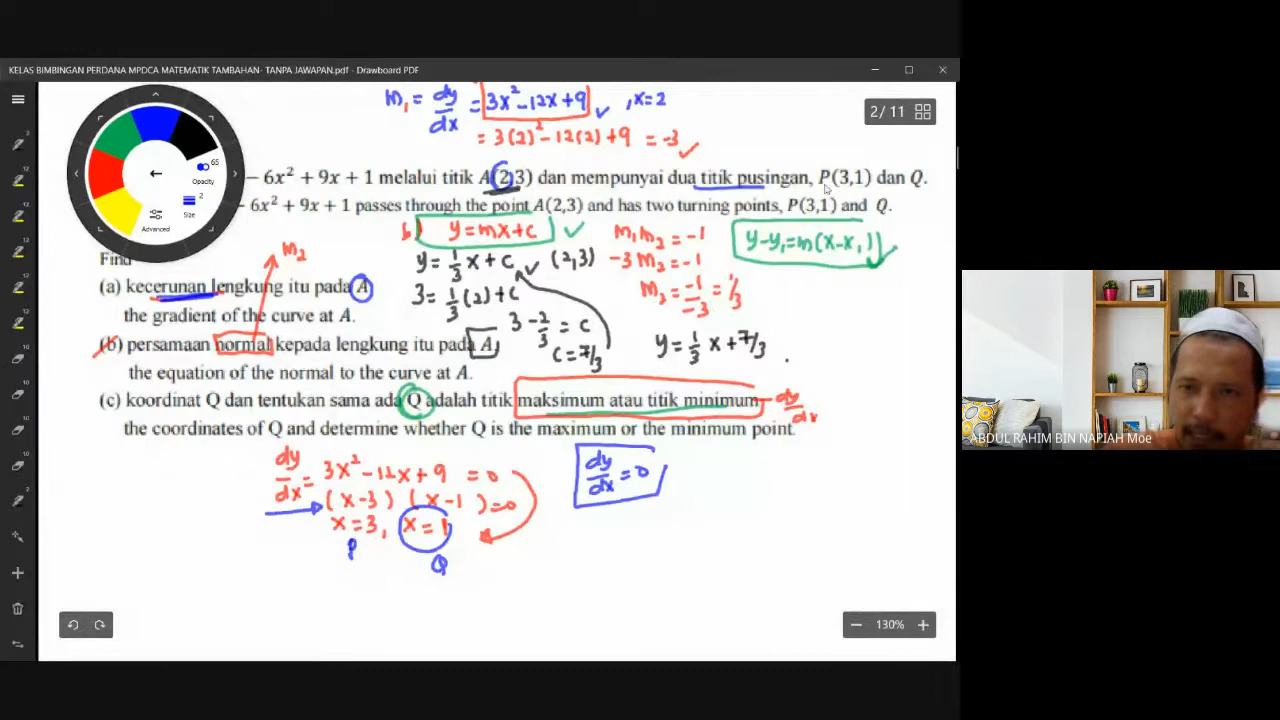 KELAS BIMBINGAN PERDANA MPDCA MATEMATIK TAMBAHAN- TANPA JAWAPAN.pdf - Drawboard PDF
2 / 11
65
Opacity
2
Size
Advanced
m₁ = dy/dx = 3x² - 12x + 9 , x = 2
= 3(2)² - 12(2) + 9 = -3
− 6x² + 9x + 1 melalui titik A(2,3) dan mempunyai dua titik pusingan, P(3,1) dan Q.
- 6x² + 9x + 1 passes through the point A(2,3) and has two turning points, P(3,1) and Q.
b) y = mx + c
m₁m₂ = -1
y - y₁ = m(x - x₁)
m₂
Find
y = 1/3 x + c (2,3)
-3m₂ = -1
(a) kecerunan lengkung itu pada A
3 = 1/3 (2) + c
m₂ = -1/-3 = 1/3
the gradient of the curve at A.
3 - 2/3 = c
(b) persamaan normal kepada lengkung itu pada A,
c = 7/3
y = 1/3 x + 7/3 .
the equation of the normal to the curve at A.
(c) koordinat Q dan tentukan sama ada Q adalah titik maksimum atau titik minimum
dy/dx
the coordinates of Q and determine whether Q is the maximum or the minimum point.
dy/dx = 3x² - 12x + 9 = 0
dy/dx = 0
(x - 3) (x - 1) = 0
x = 3, x = 1
P Q
130%
ABDUL RAHIM BIN NAPIAH Moe